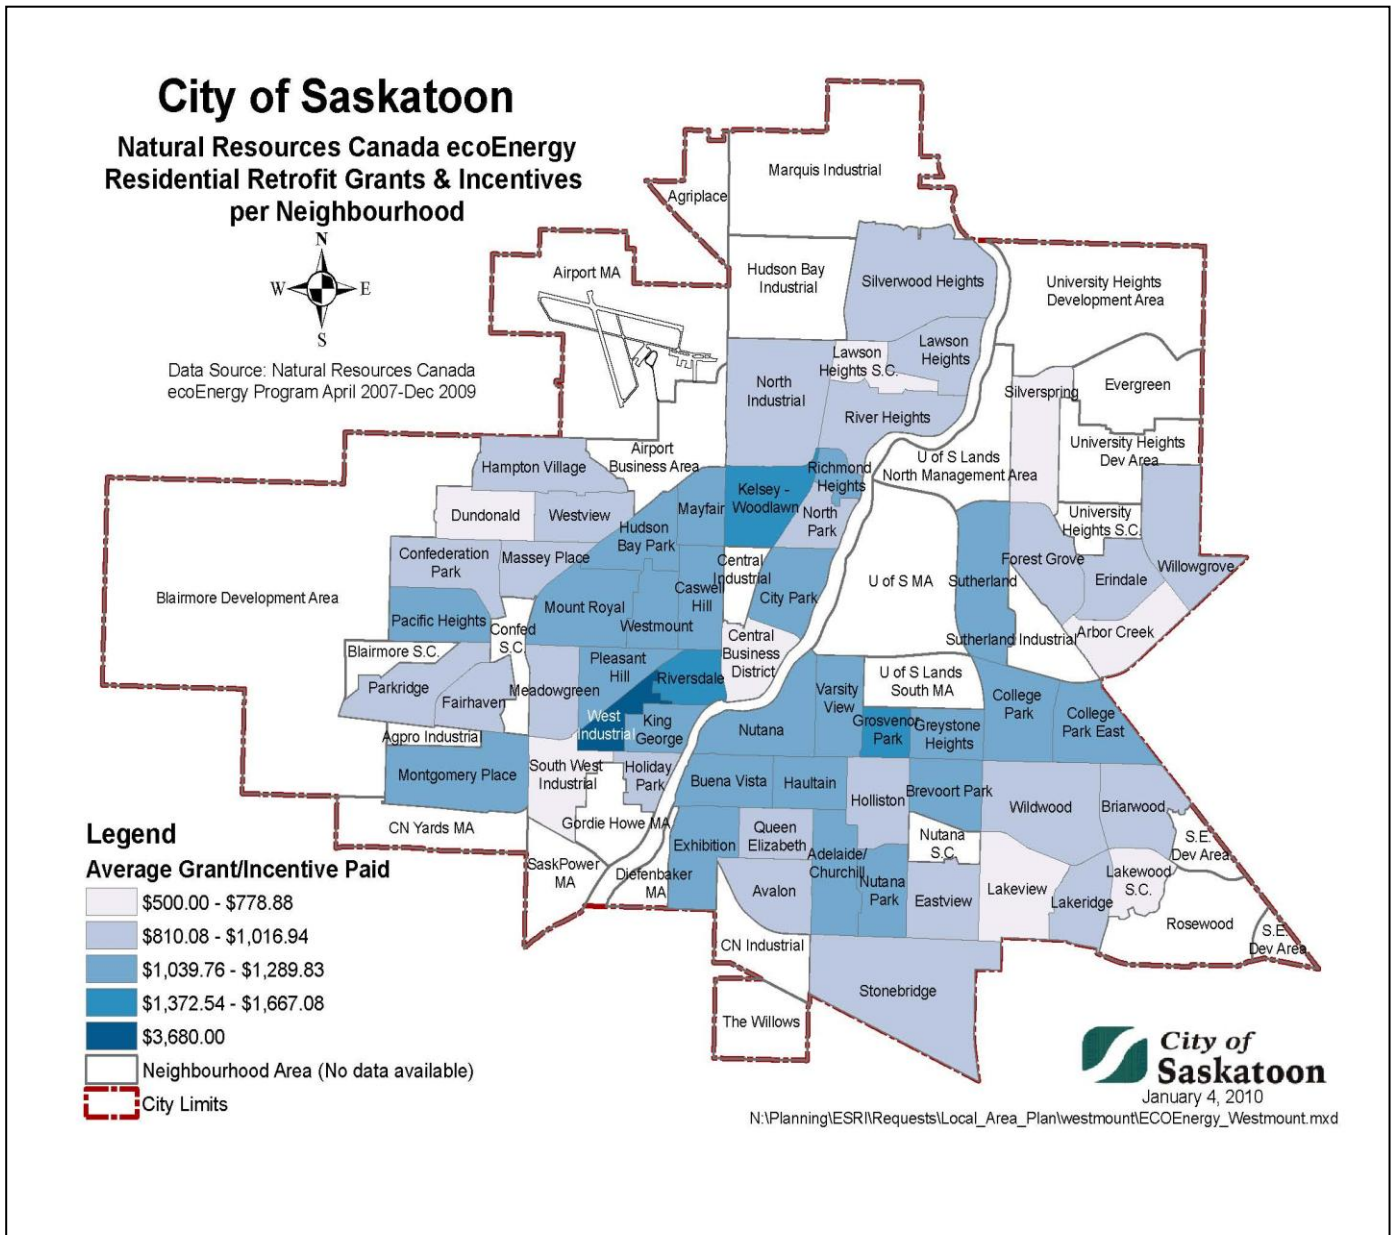 City of Saskatoon
Natural Resources Canada ecoEnergy
Residential Retrofit Grants & Incentives
per Neighbourhood
N
W E
S
Data Source: Natural Resources Canada
ecoEnergy Program April 2007-Dec 2009
Marquis Industrial
Agriplace
Airport MA
Hudson Bay
Industrial
Silverwood Heights
University Heights
Development Area
Lawson
Heights
Lawson
Heights S.C.
North
Industrial
Silverspring
Evergreen
River Heights
Airport
Business Area
U of S Lands
North Management Area
University Heights
Dev Area
Hampton Village
Richmond
Heights
Kelsey -
Woodlawn
Mayfair
Dundonald
Westview
Hudson
Bay Park
North
Park
University
Heights S.C.
Confederation
Park
Massey Place
Central
Industrial
Forest Grove
Willowgrove
Blairmore Development Area
U of S MA
Sutherland
Erindale
Caswell
Hill
City Park
Mount Royal
Pacific Heights
Westmount
Confed
S.C.
Central
Business
District
Sutherland Industrial
Arbor Creek
Blairmore S.C.
Pleasant
Hill
Riversdale
U of S Lands
South MA
Parkridge
Fairhaven
Meadowgreen
Varsity
View
College
Park
College
Park East
West
Industrial
King
George
Nutana
Grosvenor
Park
Greystone
Heights
Agpro Industrial
Montgomery Place
South West
Industrial
Holiday
Park
Buena Vista
Haultain
Holliston
Brevoort Park
Wildwood
Briarwood
CN Yards MA
Gordie Howe MA
Exhibition
Queen
Elizabeth
Adelaide/
Churchill
Nutana
S.C.
S.E.
Dev Area
SaskPower
MA
Diefenbaker
MA
Avalon
Nutana
Park
Eastview
Lakeview
Lakeridge
Lakewood
S.C.
Rosewood
S.E.
Dev Area
CN Industrial
Stonebridge
The Willows
Legend
Average Grant/Incentive Paid
$500.00 - $778.88
$810.08 - $1,016.94
$1,039.76 - $1,289.83
$1,372.54 - $1,667.08
$3,680.00
Neighbourhood Area (No data available)
City Limits
City of
Saskatoon
January 4, 2010
N:\Planning\ESRI\Requests\Local_Area_Plan\westmount\ECOEnergy_Westmount.mxd